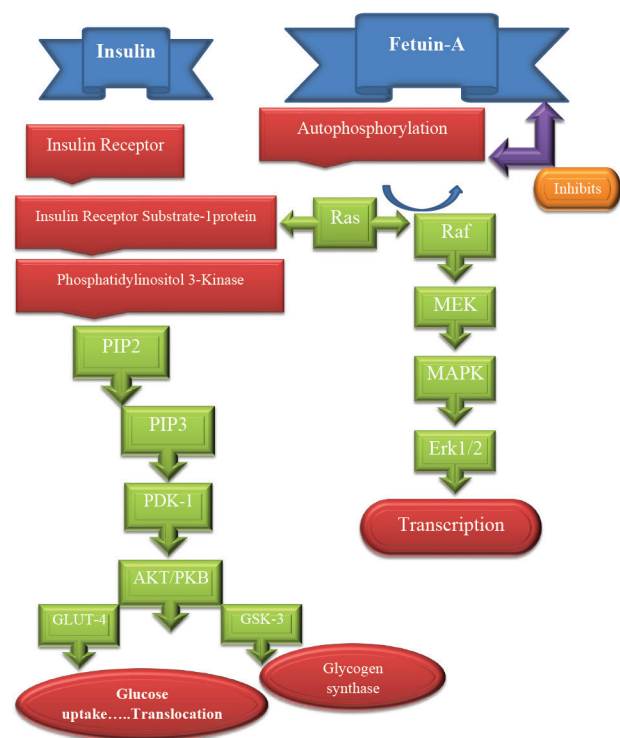 Insulin
Fetuin-A
Autophosphorylation
Insulin Receptor
Inhibits
Insulin Receptor Substrate-1protein
Ras
Raf
Phosphatidylinositol 3-Kinase
MEK
PIP2
MAPK
PIP3
Erk1/2
PDK-1
Transcription
AKT/PKB
GLUT-4
GSK-3
Glycogen
synthase
Glucose
uptake…..Translocation